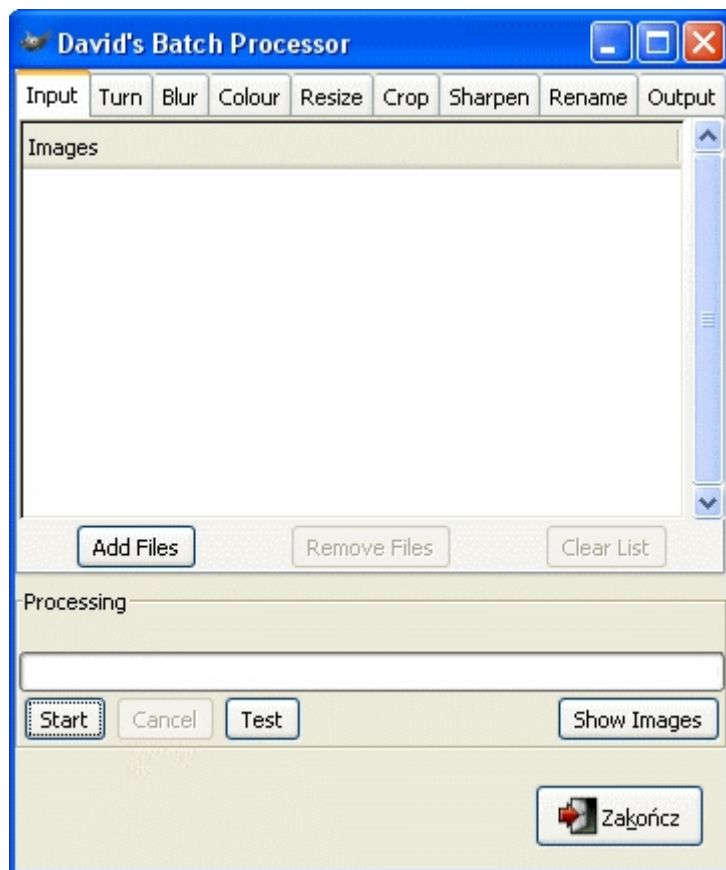 David's Batch Processor
Input Turn Blur Colour Resize Crop Sharpen Rename Output
Images
Add Files Remove Files Clear List
Processing
Start Cancel Test Show Images
Zakończ